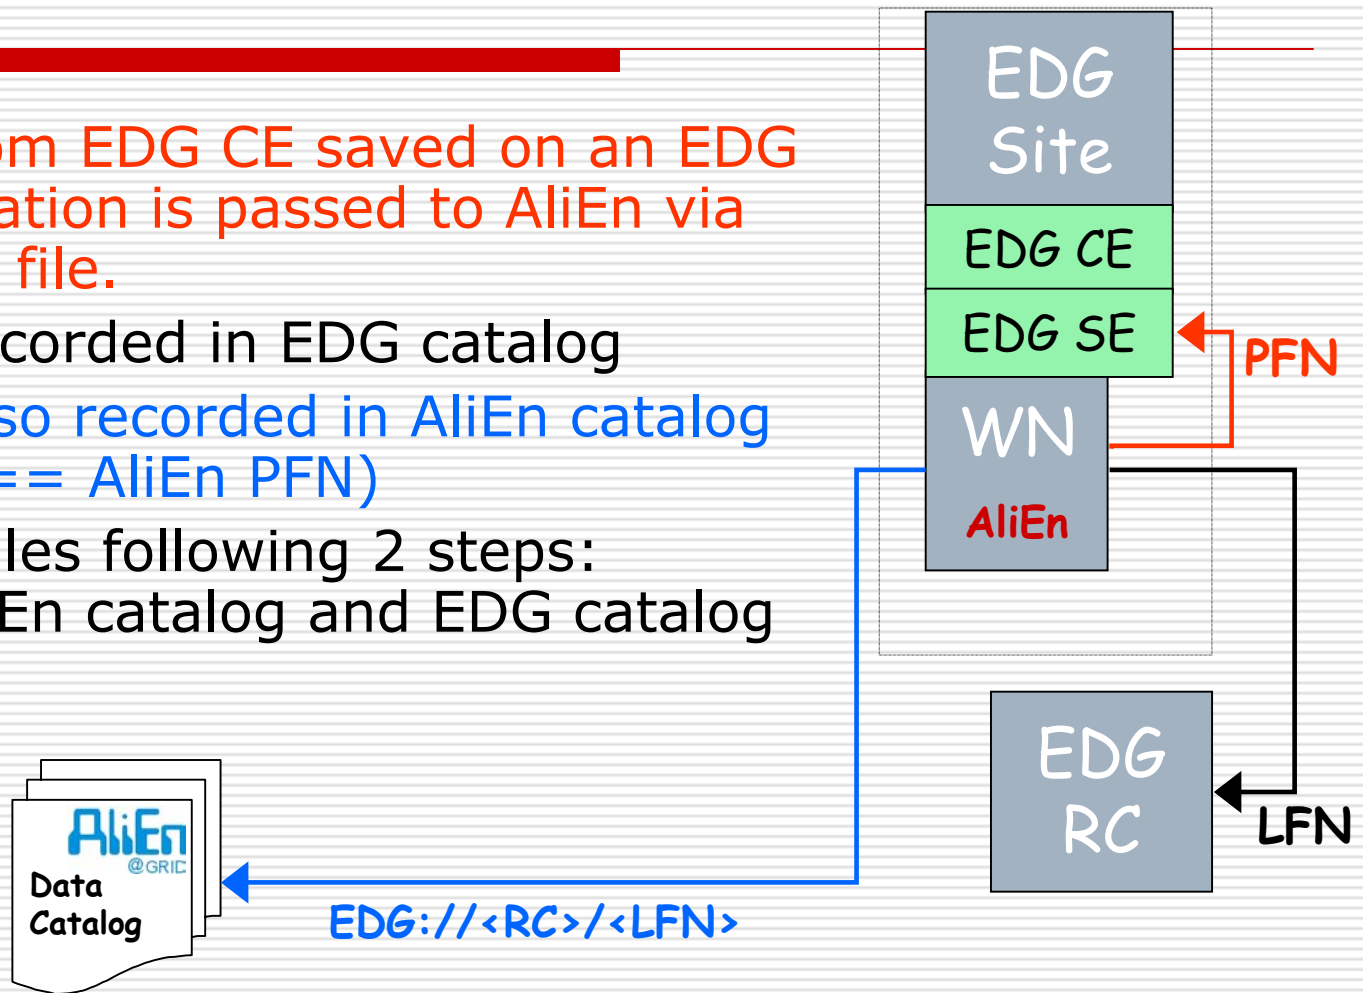 om EDG CE saved on an EDG
ation is passed to AliEn via
file.
corded in EDG catalog
so recorded in AliEn catalog
== AliEn PFN)
les following 2 steps:
En catalog and EDG catalog
EDG
Site
EDG CE
EDG SE
PFN
WN
AliEn
EDG
RC
LFN
AliEn
@GRID
Data
Catalog
EDG://<RC>/<LFN>